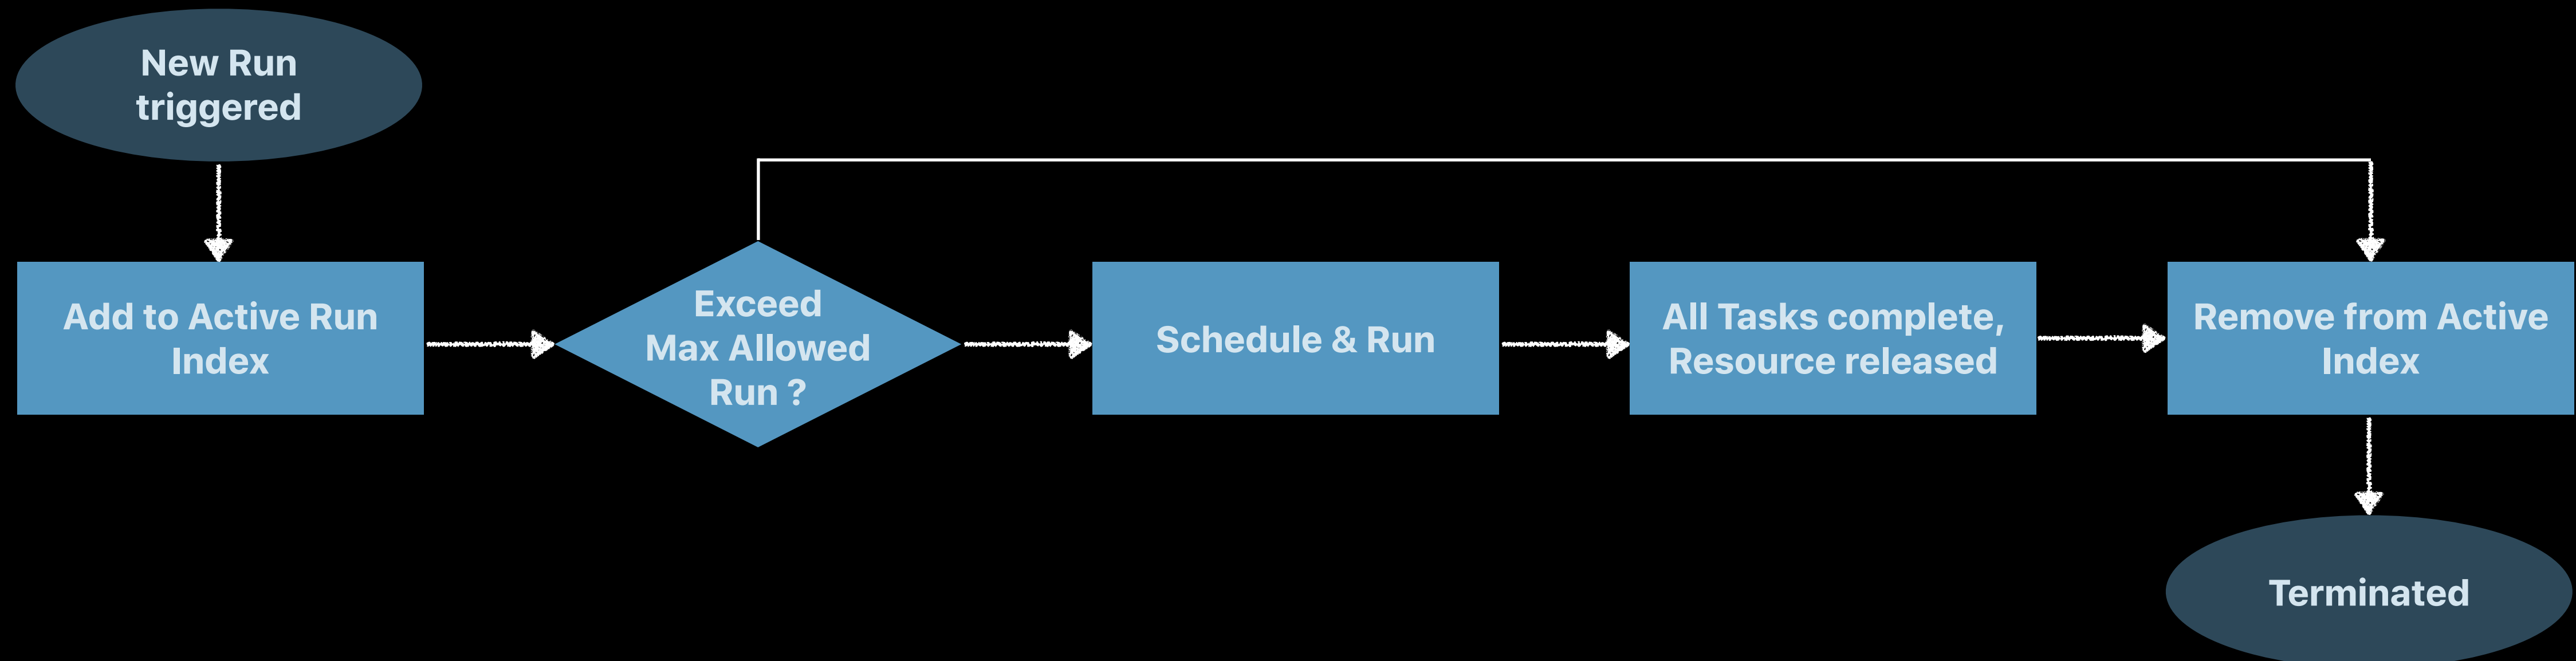 New Run
triggered
Add to Active Run
Index
Exceed
Max Allowed
Run ?
Schedule & Run
All Tasks complete,
Resource released
Remove from Active
Index
Terminated